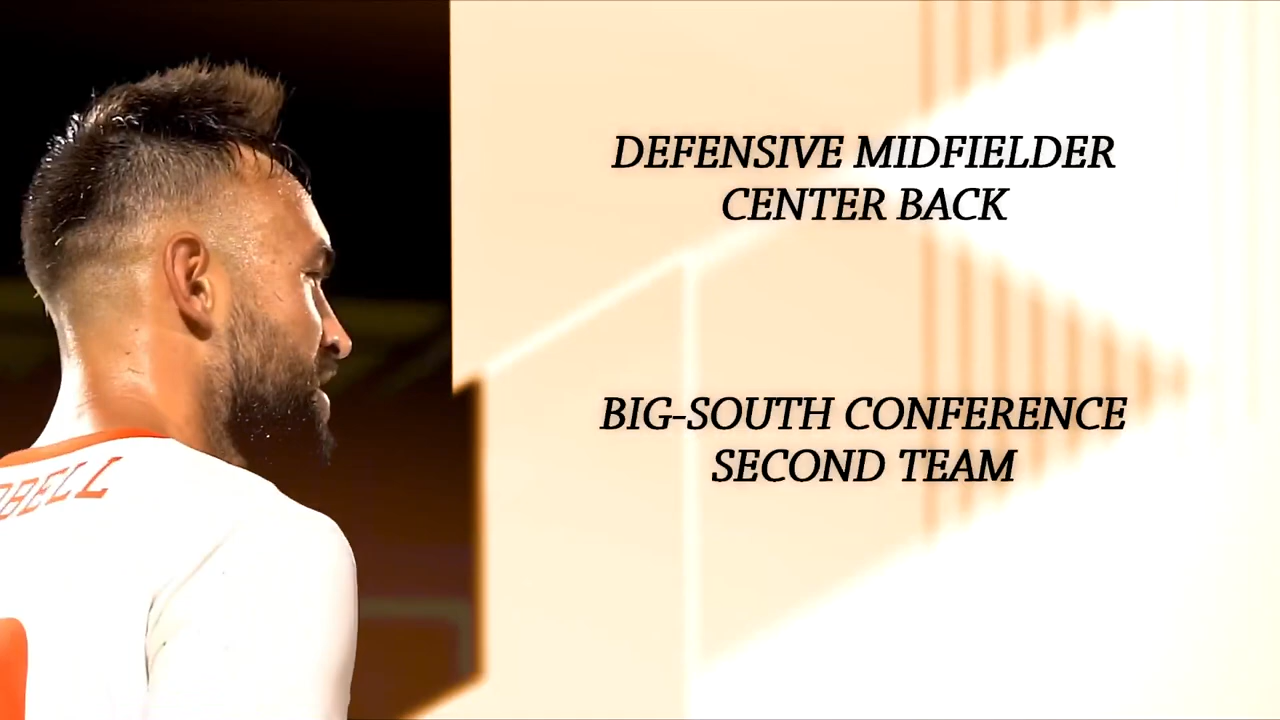 DEFENSIVE MIDFIELDER
CENTER BACK
BIG-SOUTH CONFERENCE
SECOND TEAM